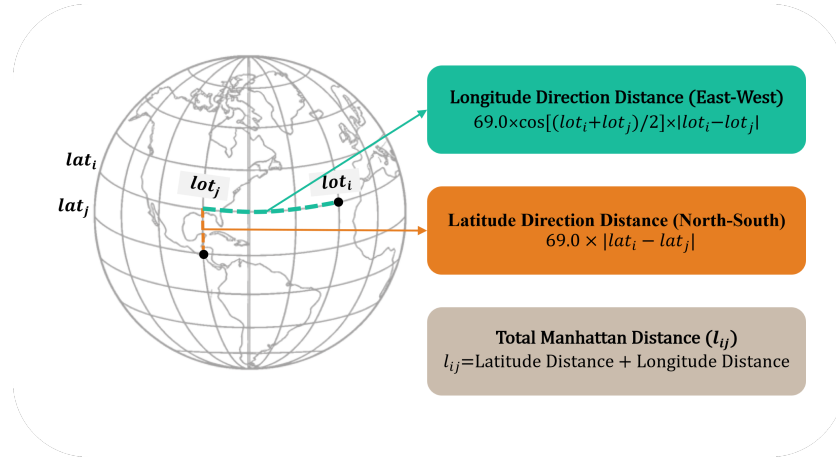 lat_i
lat_j
lot_j
lot_i
Longitude Direction Distance (East-West)
69.0×cos[(lot_i+lot_j)/2]×|lot_i−lot_j|
Latitude Direction Distance (North-South)
69.0 × |lat_i − lat_j|
Total Manhattan Distance (l_ij)
l_ij=Latitude Distance + Longitude Distance